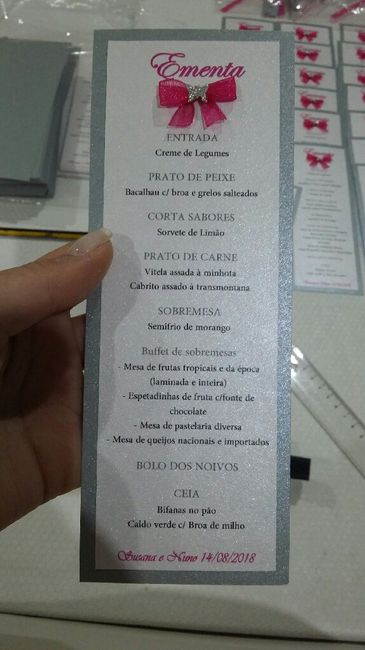 Ementa
ENTRADA
Creme de Legumes
PRATO DE PEIXE
Bacalhau c/ broa e grelos salteados
CORTA SABORES
Sorvete de Limão
PRATO DE CARNE
Vitela assada à minhota
Cabrito assado à transmontana
SOBREMESA
Semifrio de morango
Buffet de sobremesas
- Mesa de frutas tropicais e da época
(laminada e inteira)
- Espetadinhas de fruta c/fonte de
chocolate
- Mesa de pastelaria diversa
- Mesa de queijos nacionais e importados
BOLO DOS NOIVOS
CEIA
Bifanas no pão
Caldo verde c/ Broa de milho
Susana e Nuno 14/08/2018